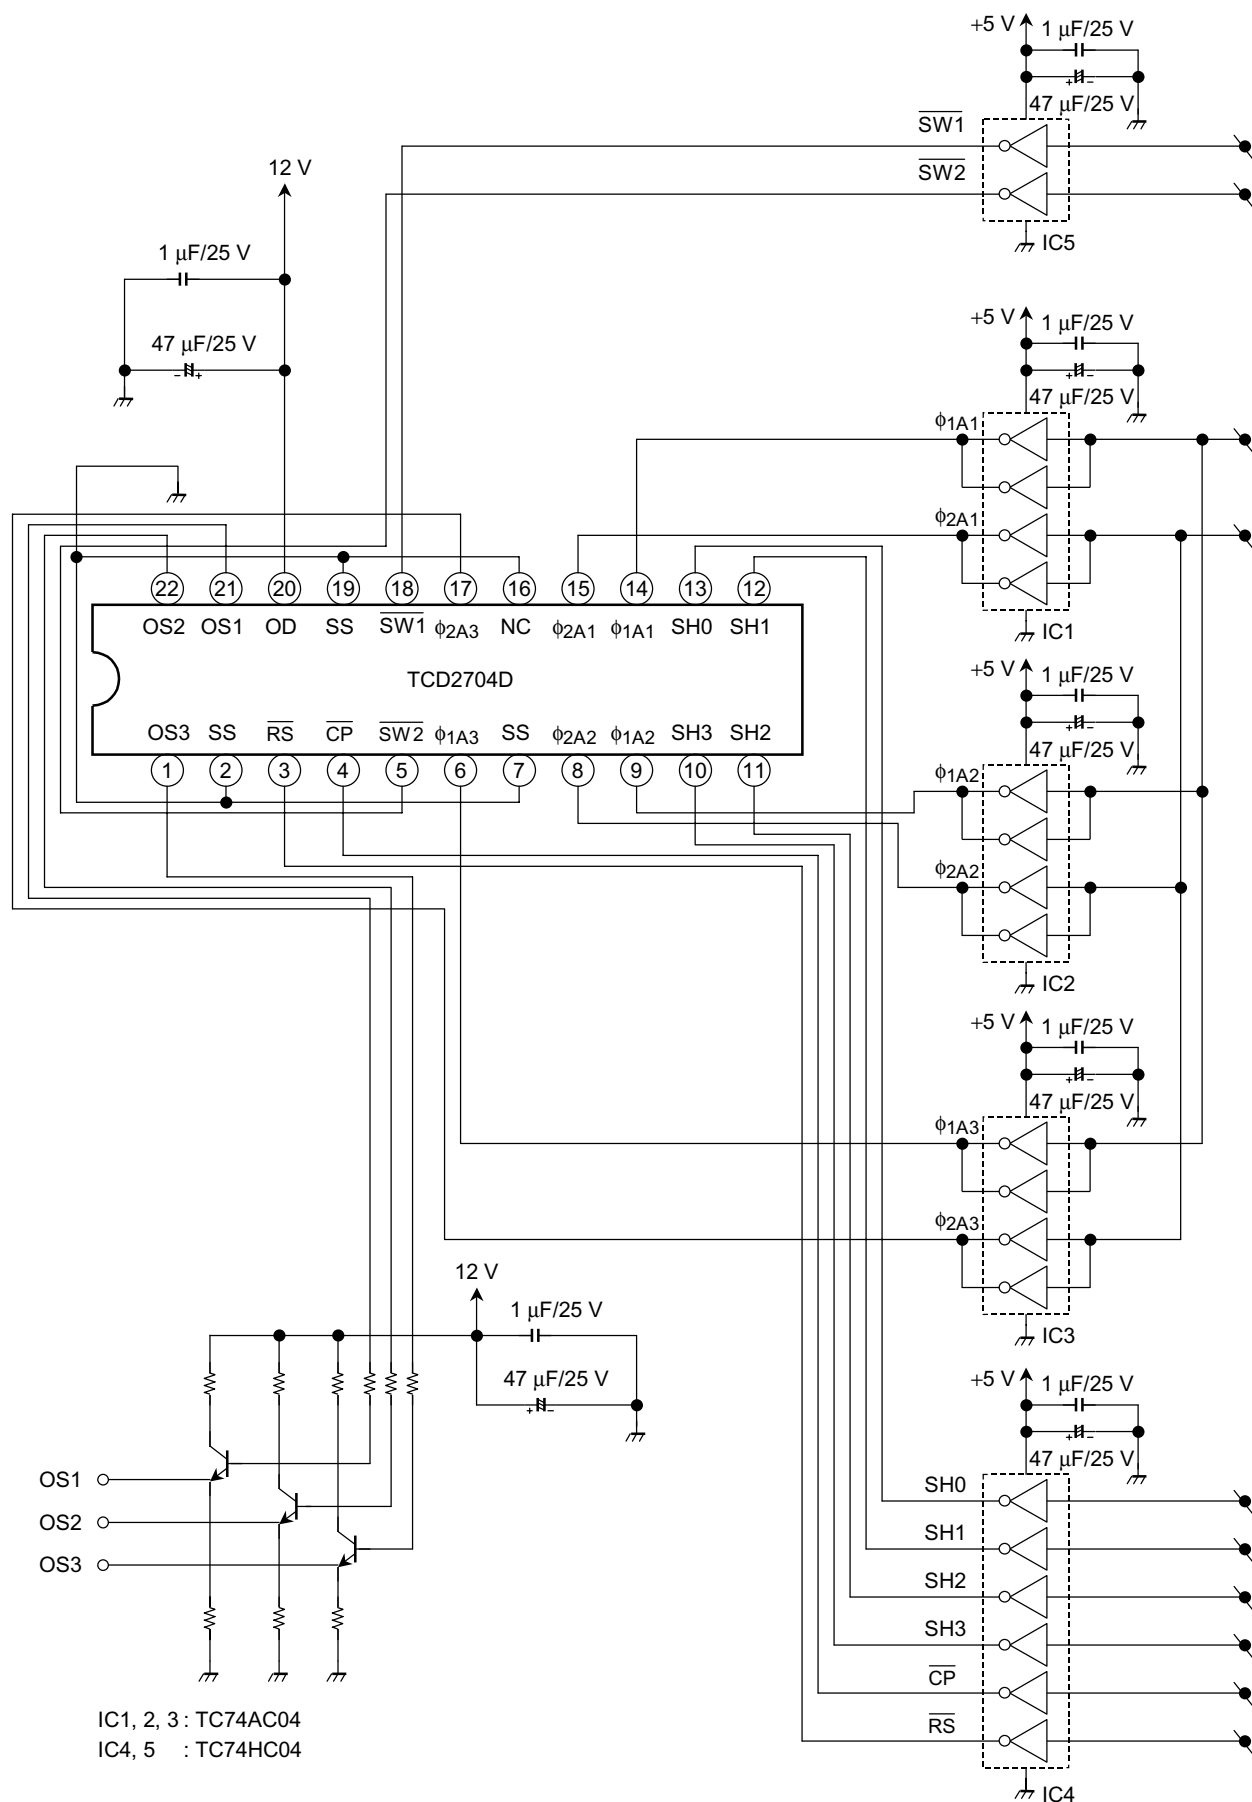 +5 V
1 μF/25 V
47 μF/25 V
SW1
SW2
IC5
12 V
1 μF/25 V
47 μF/25 V
+5 V
1 μF/25 V
47 μF/25 V
ϕ1A1
ϕ2A1
IC1
22 21 20 19 18 17 16 15 14 13 12
OS2 OS1 OD SS SW1 ϕ2A3 NC ϕ2A1 ϕ1A1 SH0 SH1
TCD2704D
OS3 SS RS CP SW2 ϕ1A3 SS ϕ2A2 ϕ1A2 SH3 SH2
1 2 3 4 5 6 7 8 9 10 11
+5 V
1 μF/25 V
47 μF/25 V
ϕ1A2
ϕ2A2
IC2
+5 V
1 μF/25 V
47 μF/25 V
ϕ1A3
ϕ2A3
IC3
12 V
1 μF/25 V
47 μF/25 V
OS1
OS2
OS3
+5 V
1 μF/25 V
47 μF/25 V
SH0
SH1
SH2
SH3
CP
RS
IC4
IC1, 2, 3 : TC74AC04
IC4, 5 : TC74HC04